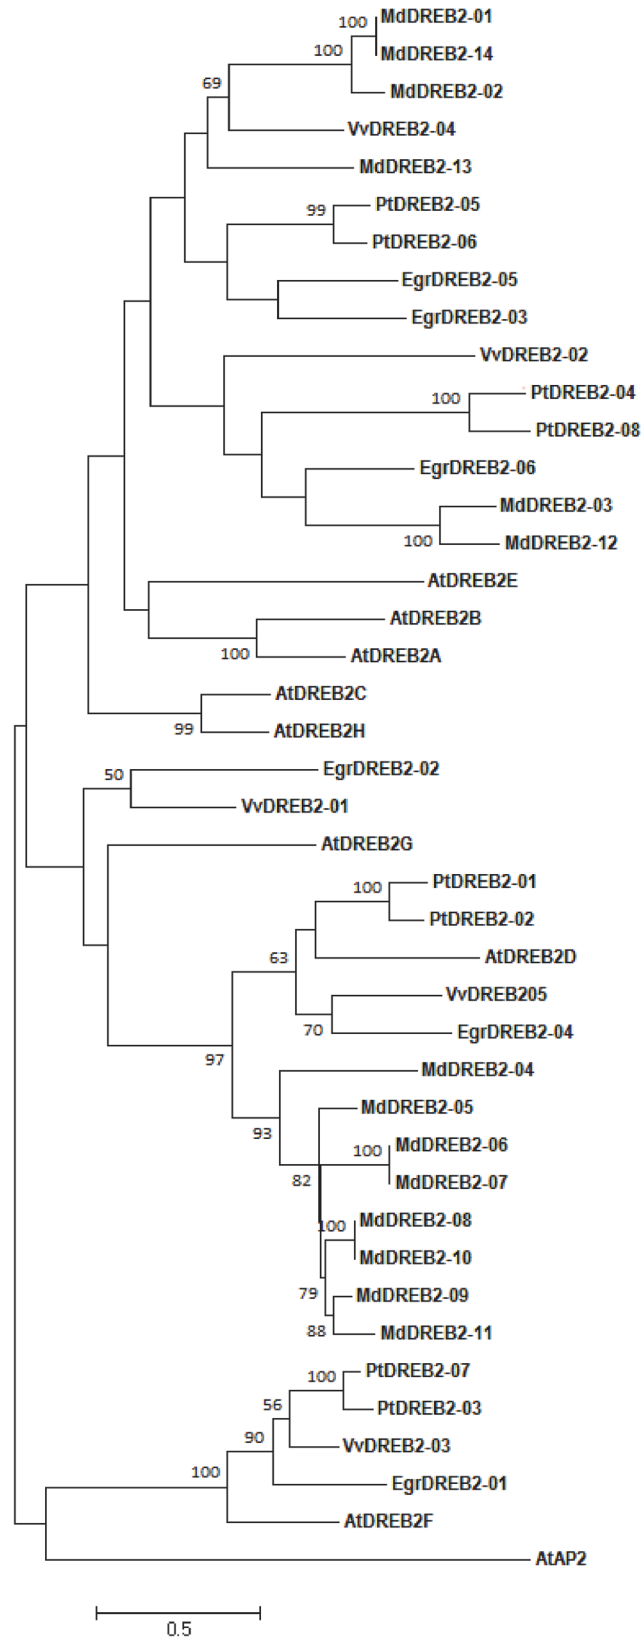 MdDREB2-01
100
MdDREB2-14
100
MdDREB2-02
69
VvDREB2-04
MdDREB2-13
PtDREB2-05
99
PtDREB2-06
EgrDREB2-05
EgrDREB2-03
VvDREB2-02
PtDREB2-04
100
PtDREB2-08
EgrDREB2-06
MdDREB2-03
100
MdDREB2-12
AtDREB2E
AtDREB2B
100
AtDREB2A
AtDREB2C
99
AtDREB2H
50
EgrDREB2-02
VvDREB2-01
AtDREB2G
PtDREB2-01
100
PtDREB2-02
63
AtDREB2D
VvDREB205
70
EgrDREB2-04
97
MdDREB2-04
93
MdDREB2-05
MdDREB2-06
100
82
MdDREB2-07
MdDREB2-08
100
MdDREB2-10
79
MdDREB2-09
88
MdDREB2-11
PtDREB2-07
100
56
PtDREB2-03
90
VvDREB2-03
100
EgrDREB2-01
AtDREB2F
AtAP2
0.5